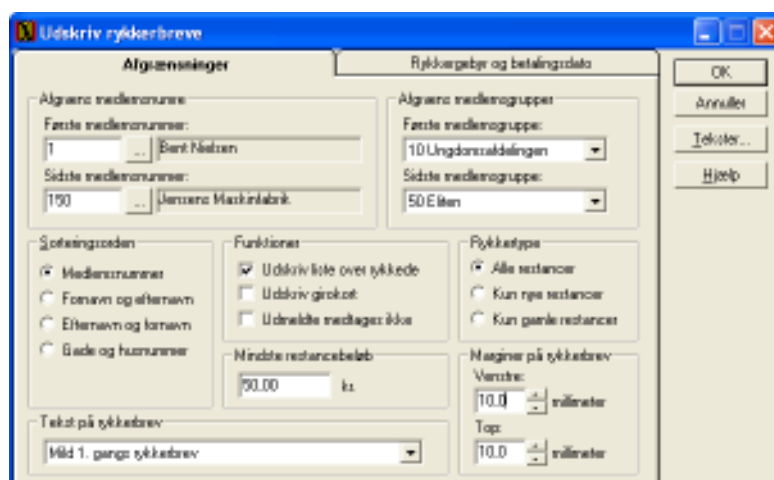 Udskriv rykkerbreve
Afgrænsninger
Rykkergebyr og betalingsdato
OK
Annuller
Tekster...
Hjælp
Afgræns medlemsnumre
Første medlemsnummer:
1 ... Bent Nielsen
Sidste medlemsnummer:
150 ... Jensens Maskinfabrik
Afgræns medlemsgrupper
Første medlemsgruppe:
10 Ungdomsafdelingen
Sidste medlemsgruppe:
50 Eliten
Sorteringsorden
Medlemsnummer
Fornavn og efternavn
Efternavn og fornavn
Gade og husnummer
Funktioner
Udskriv liste over rykkede
Udskriv girokort
Udmeldte medtages ikke
Rykkertype
Alle restancer
Kun nye restancer
Kun gamle restancer
Mindste restancebeløb
50.00 kr.
Marginer på rykkerbrev
Venstre:
10.0 millimeter
Top:
10.0 millimeter
Tekst på rykkerbrev
Mild 1. gangs rykkerbrev